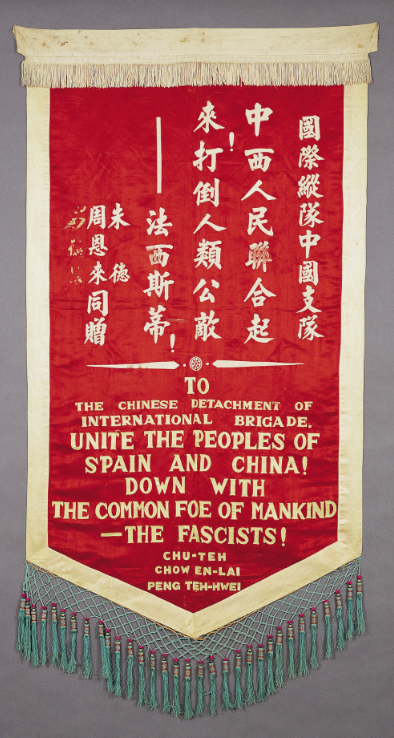 國際縱隊中國支隊
中西人民聯合起
來!打倒人類公敵
——法西斯蒂!
朱德
周恩來
彭德懷
同贈
TO
THE CHINESE DETACHMENT OF
INTERNATIONAL BRIGADE.
UNITE THE PEOPLES OF
SPAIN AND CHINA!
DOWN WITH
THE COMMON FOE OF MANKIND
—THE FASCISTS!
CHU-TEH
CHOW EN-LAI
PENG TEH-HWEI